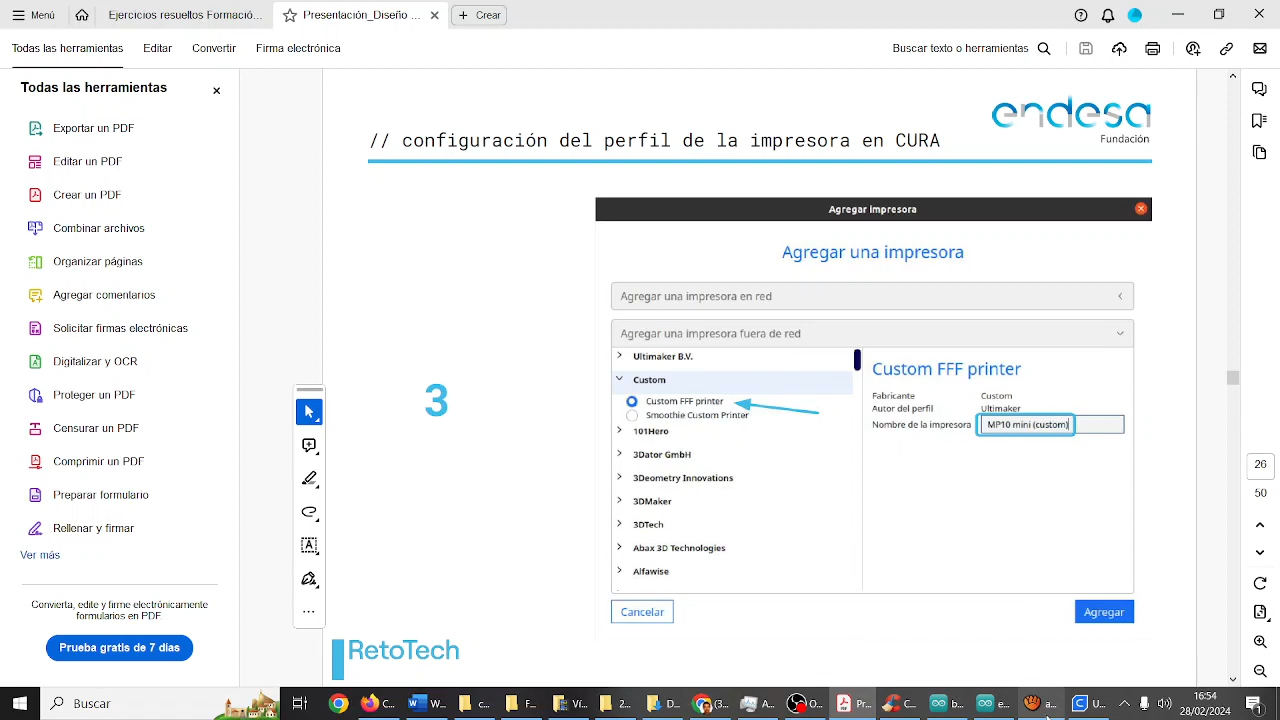 Menú
Ejercicios resueltos Formació...
Presentación_Diseño ...
Crear
Todas las herramientas
Editar
Convertir
Firma electrónica
Buscar texto o herramientas
Todas las herramientas
Exportar un PDF
Editar un PDF
Crear un PDF
Combinar archivos
Organizar páginas
Agregar comentarios
Solicitar firmas electrónicas
Digitalizar y OCR
Proteger un PDF
Censurar un PDF
Comprimir un PDF
Preparar formulario
Rellenar y firmar
Ver más
Convierta, edite y firme electrónicamente
formularios en PDF
Prueba gratis de 7 días
endesa
Fundación
// configuración del perfil de la impresora en CURA
3
Agregar impresora
Agregar una impresora
Agregar una impresora en red
Agregar una impresora fuera de red
Ultimaker B.V.
Custom
Custom FFF printer
Smoothie Custom Printer
101Hero
3Dator GmbH
3Deometry Innovations
3DMaker
3DTech
Abax 3D Technologies
Alfawise
Custom FFF printer
Fabricante Custom
Autor del perfil Ultimaker
Nombre de la impresora MP10 mini (custom)
Cancelar
Agregar
RetoTech
26
50
Buscar
C...
W...
C...
F...
Vi...
2...
D...
(3...
A...
O...
Pr...
C...
b...
e...
a...
U...
16:54
28/02/2024